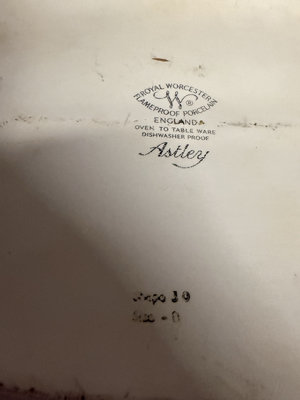 ROYAL WORCESTER
W®
FLAMEPROOF PORCELAIN
ENGLAND
OVEN TO TABLE WARE
DISHWASHER PROOF
Astley